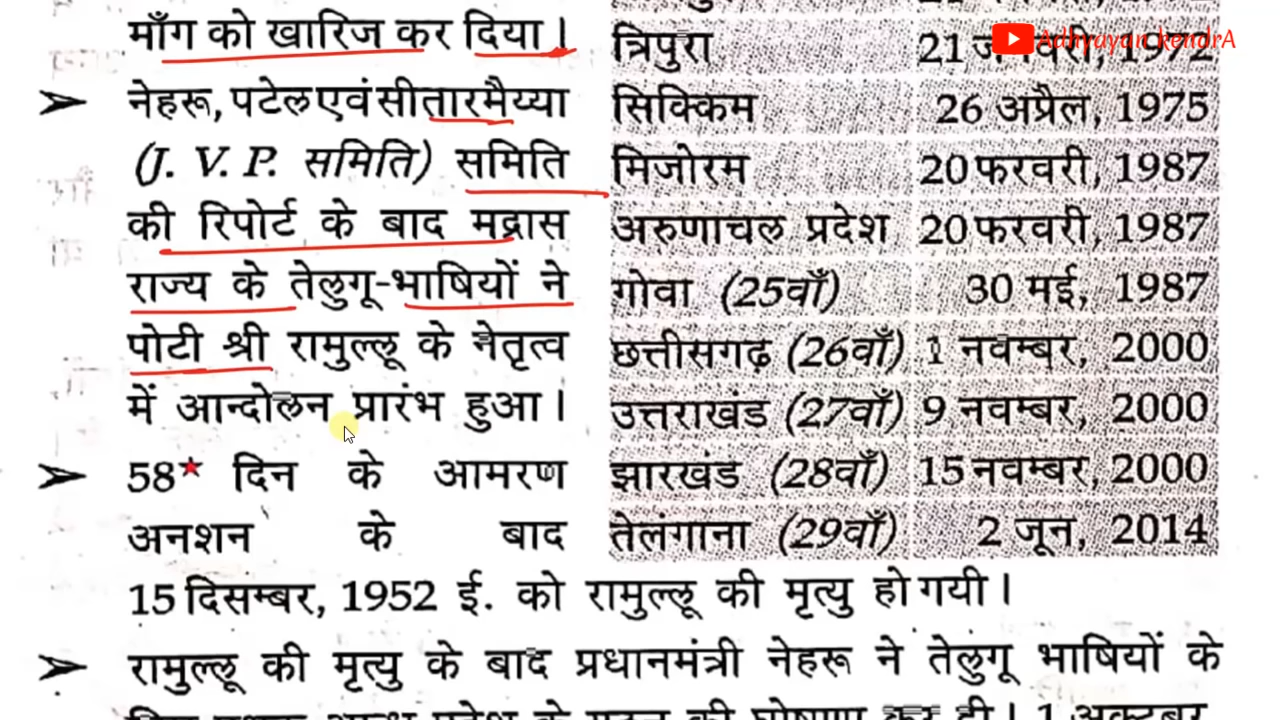 माँग को खारिज कर दिया।
नेहरू, पटेल एवं सीतारमैय्या
(J. V. P. समिति) समिति
की रिपोर्ट के बाद मद्रास
राज्य के तेलुगू-भाषियों ने
पोटी श्री रामुल्लू के नेतृत्व
में आन्दोलन प्रारंभ हुआ।
58★ दिन के आमरण
अनशन के बाद
त्रिपुरा 21 जनवरी, 1972
सिक्किम 26 अप्रैल, 1975
मिजोरम 20 फरवरी, 1987
अरुणाचल प्रदेश 20 फरवरी, 1987
गोवा (25वाँ) 30 मई, 1987
छत्तीसगढ़ (26वाँ) 1 नवम्बर, 2000
उत्तराखंड (27वाँ) 9 नवम्बर, 2000
झारखंड (28वाँ) 15 नवम्बर, 2000
तेलंगाना (29वाँ) 2 जून, 2014
Adhyayan kendrA
15 दिसम्बर, 1952 ई. को रामुल्लू की मृत्यु हो गयी।
रामुल्लू की मृत्यु के बाद प्रधानमंत्री नेहरू ने तेलुगू भाषियों के